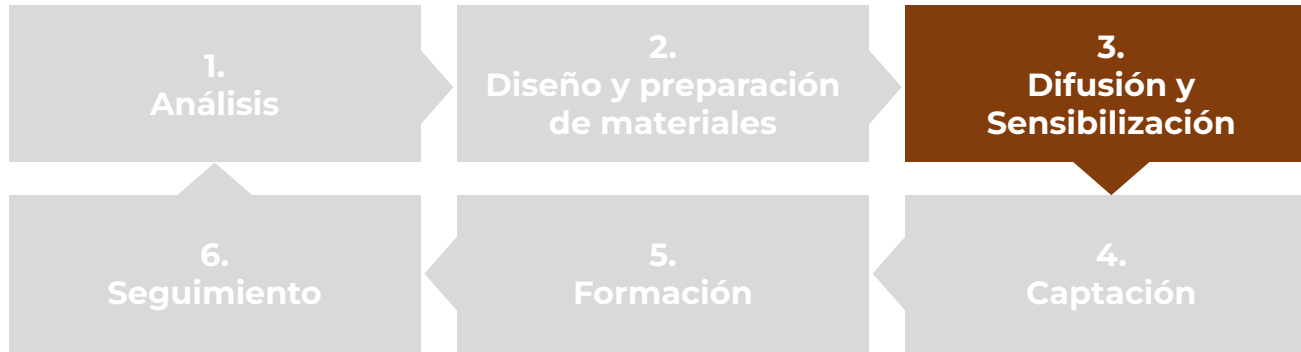 1.
Análisis
2.
Diseño y preparación
de materiales
3.
Difusión y
Sensibilización
4.
Captación
5.
Formación
6.
Seguimiento